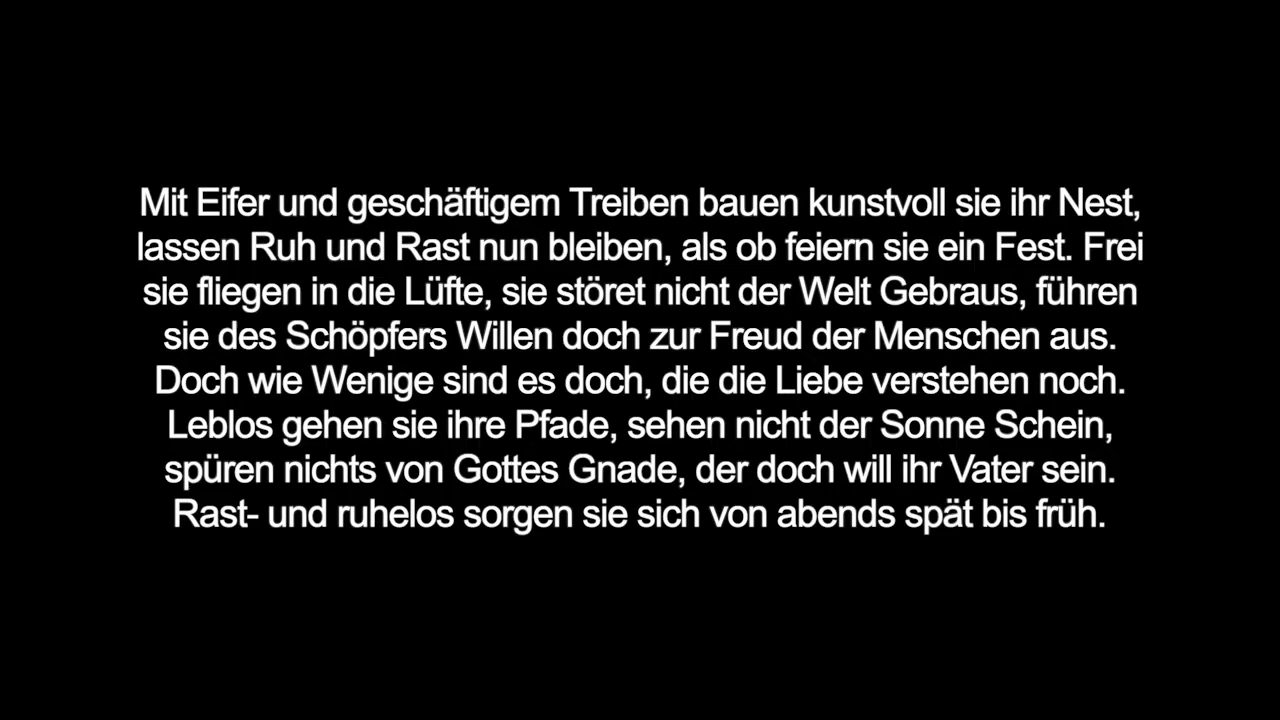 Mit Eifer und geschäftigem Treiben bauen kunstvoll sie ihr Nest,
lassen Ruh und Rast nun bleiben, als ob feiern sie ein Fest. Frei
sie fliegen in die Lüfte, sie störet nicht der Welt Gebraus, führen
sie des Schöpfers Willen doch zur Freud der Menschen aus.
Doch wie Wenige sind es doch, die die Liebe verstehen noch.
Leblos gehen sie ihre Pfade, sehen nicht der Sonne Schein,
spüren nichts von Gottes Gnade, der doch will ihr Vater sein.
Rast- und ruhelos sorgen sie sich von abends spät bis früh.